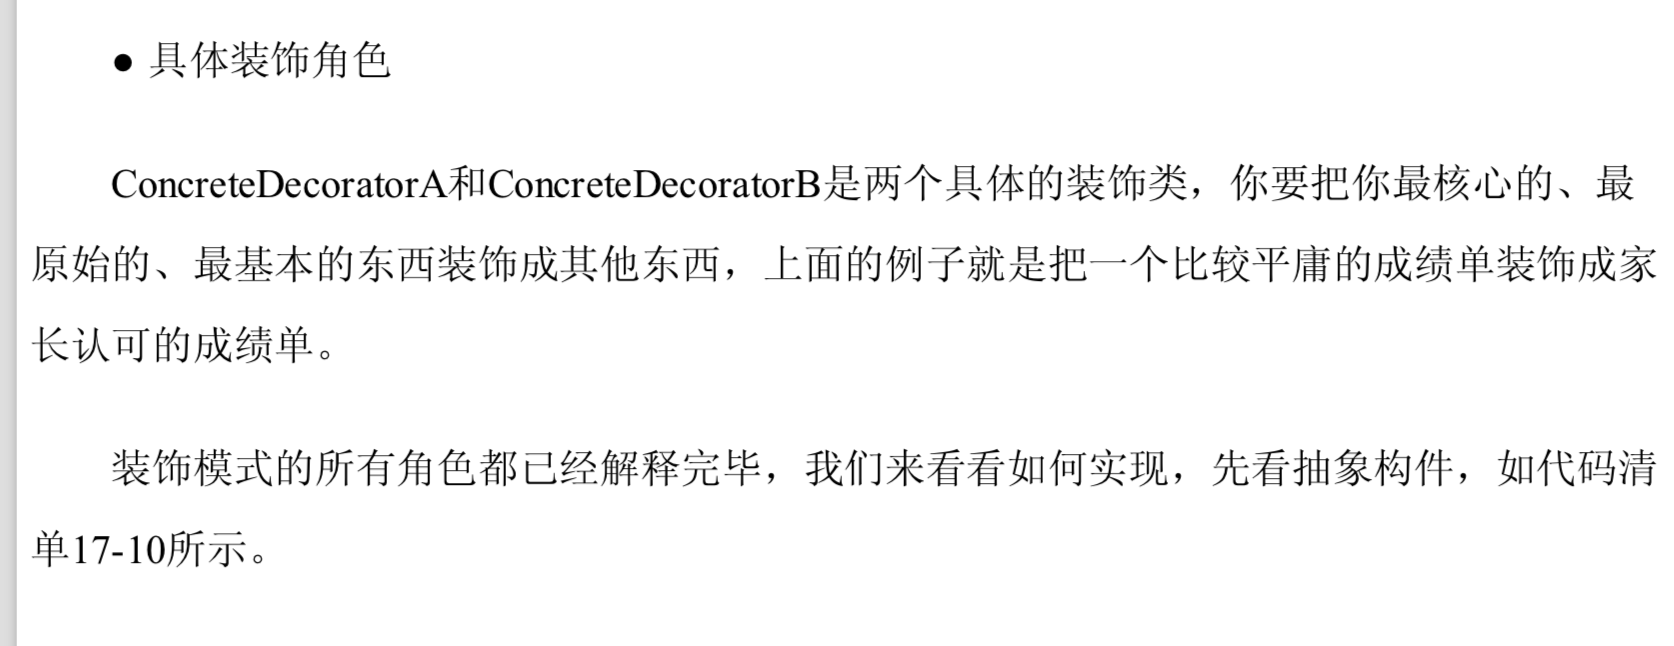 ● 具体装饰角色
ConcreteDecoratorA和ConcreteDecoratorB是两个具体的装饰类，你要把你最核心的、最
原始的、最基本的东西装饰成其他东西，上面的例子就是把一个比较平庸的成绩单装饰成家
长认可的成绩单。
装饰模式的所有角色都已经解释完毕，我们来看看如何实现，先看抽象构件，如代码清
单17-10所示。